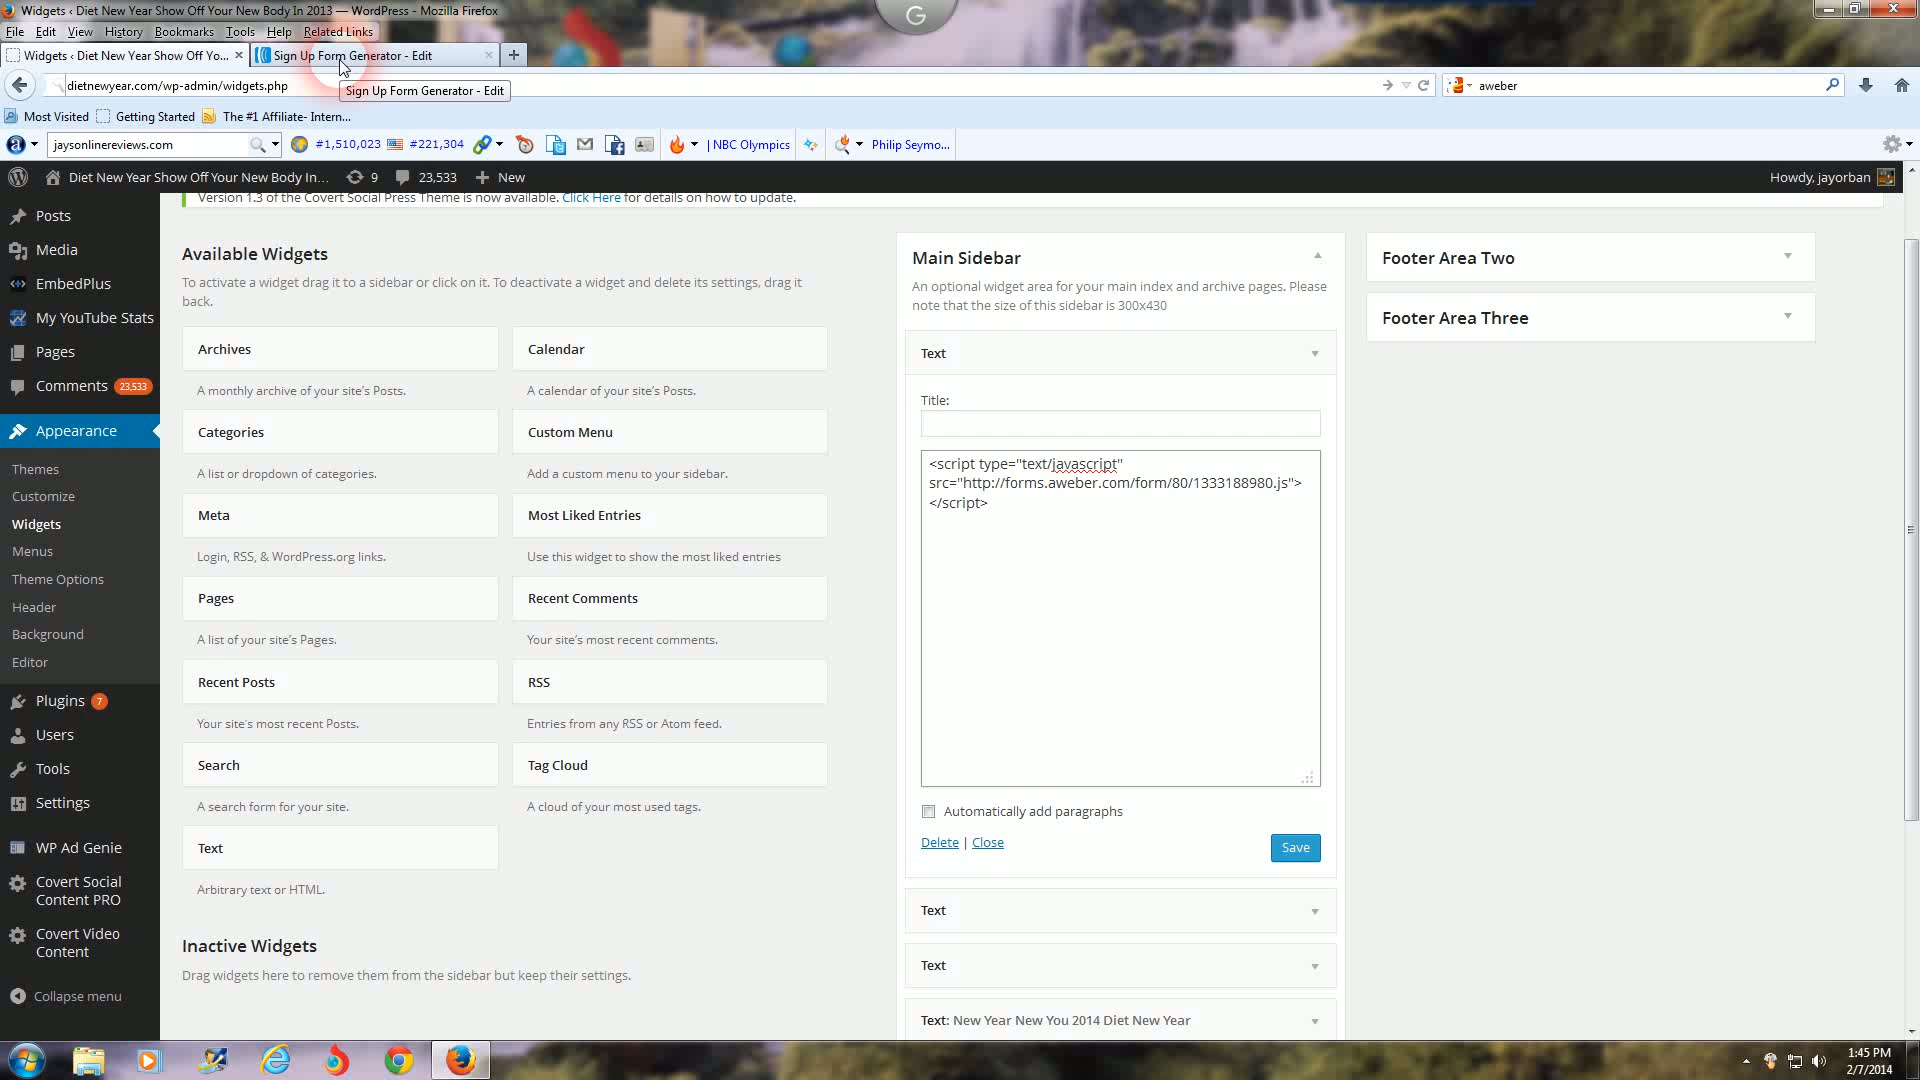 Widgets ‹ Diet New Year Show Off Your New Body In 2013 — WordPress - Mozilla Firefox
File Edit View History Bookmarks Tools Help Related Links
Widgets ‹ Diet New Year Show Off Yo...
Sign Up Form Generator - Edit
dietnewyear.com/wp-admin/widgets.php
Sign Up Form Generator - Edit
aweber
G
Most Visited Getting Started The #1 Affiliate- Intern...
jaysonlinereviews.com #1,510,023 #221,304 | NBC Olympics Philip Seymo...
Diet New Year Show Off Your New Body In... 9 23,533 New Howdy, jayorban
Version 1.3 of the Covert Social Press Theme is now available. Click Here for details on how to update.
Posts
Media
EmbedPlus
My YouTube Stats
Pages
Comments 23,533
Appearance
Themes
Customize
Widgets
Menus
Theme Options
Header
Background
Editor
Plugins 7
Users
Tools
Settings
WP Ad Genie
Covert Social
Content PRO
Covert Video
Content
Collapse menu
Available Widgets
To activate a widget drag it to a sidebar or click on it. To deactivate a widget and delete its settings, drag it
back.
Archives
A monthly archive of your site's Posts.
Calendar
A calendar of your site's Posts.
Categories
A list or dropdown of categories.
Custom Menu
Add a custom menu to your sidebar.
Meta
Login, RSS, & WordPress.org links.
Most Liked Entries
Use this widget to show the most liked entries
Pages
A list of your site's Pages.
Recent Comments
Your site's most recent comments.
Recent Posts
Your site's most recent Posts.
RSS
Entries from any RSS or Atom feed.
Search
A search form for your site.
Tag Cloud
A cloud of your most used tags.
Text
Arbitrary text or HTML.
Inactive Widgets
Drag widgets here to remove them from the sidebar but keep their settings.
Main Sidebar
An optional widget area for your main index and archive pages. Please
note that the size of this sidebar is 300x430
Text
Title:
<script type="text/javascript"
src="http://forms.aweber.com/form/80/1333188980.js">
</script>
Automatically add paragraphs
Delete | Close
Save
Text
Text
Text: New Year New You 2014 Diet New Year
Footer Area Two
Footer Area Three
1:45 PM
2/7/2014